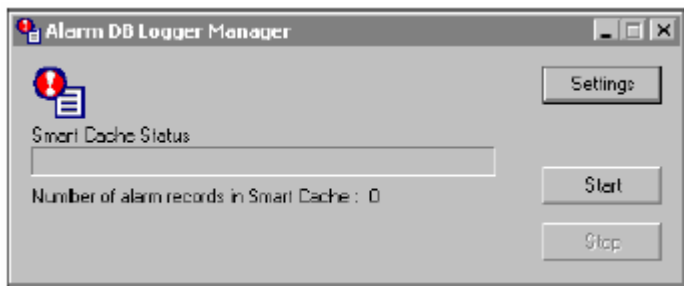 Alarm DB Logger Manager
Settings
Smart Cache Status
Number of alarm records in Smart Cache : 0
Start
Stop